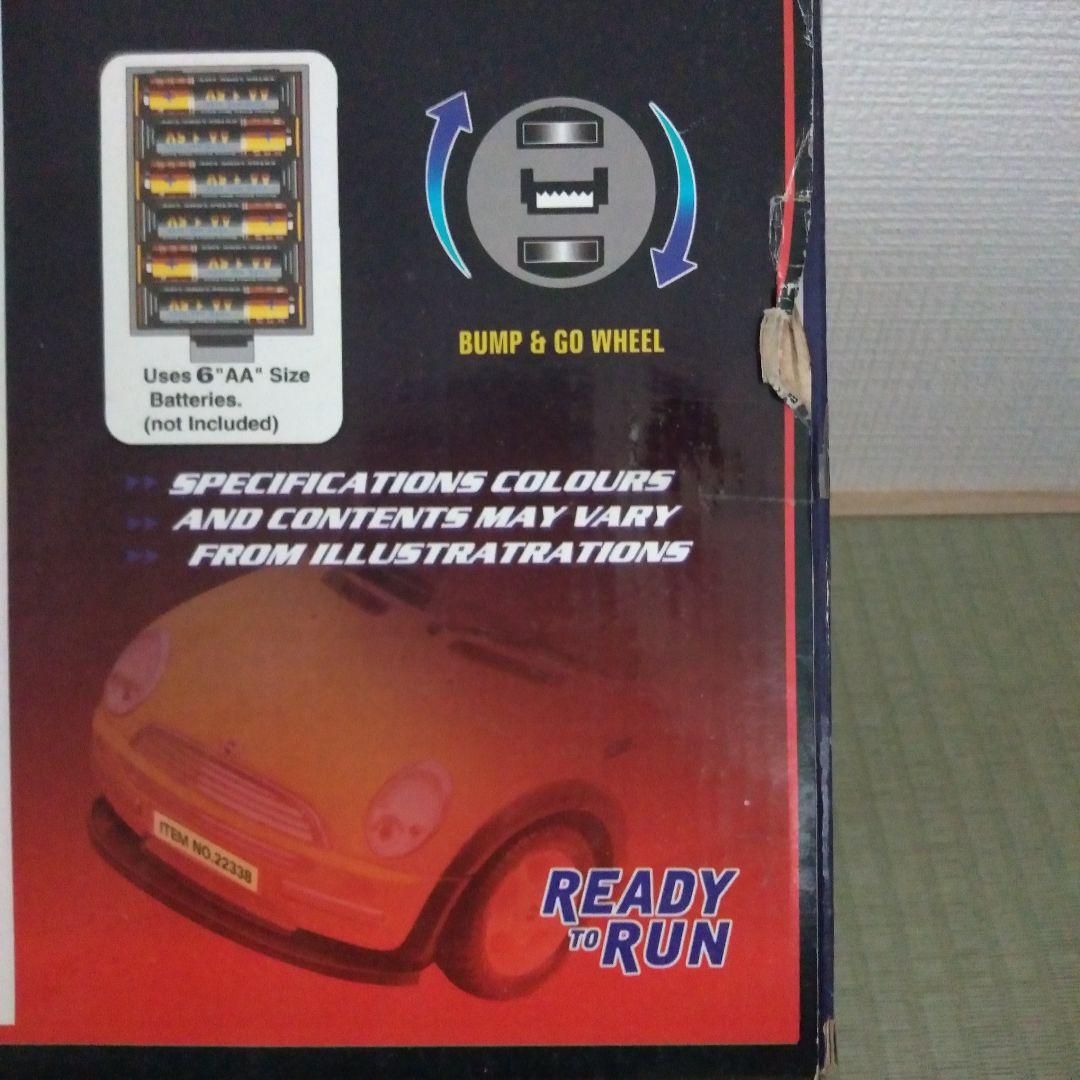 Uses 6 "AA" Size
Batteries.
(not Included)
BUMP & GO WHEEL
SPECIFICATIONS COLOURS
AND CONTENTS MAY VARY
FROM ILLUSTRATRATIONS
ITEM NO.22338
READY
TO RUN